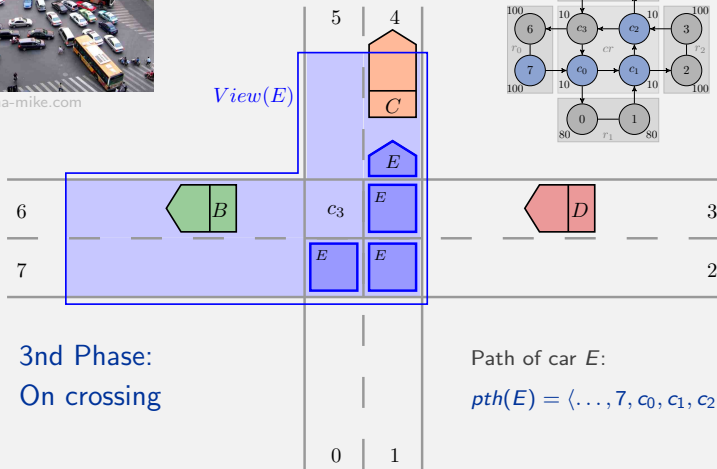 na-mike.com
5 4
View(E)
C
E
6 B c₃ E D 3
7 E E 2
0 1
100 10 10 100
6 c₃ c₂ 3
r₀ cr r₂
7 c₀ c₁ 2
100 10 10 100
0 1
80 r₁ 80
3nd Phase:
On crossing
Path of car E:
pth(E) = ⟨. . . , 7, c₀, c₁, c₂